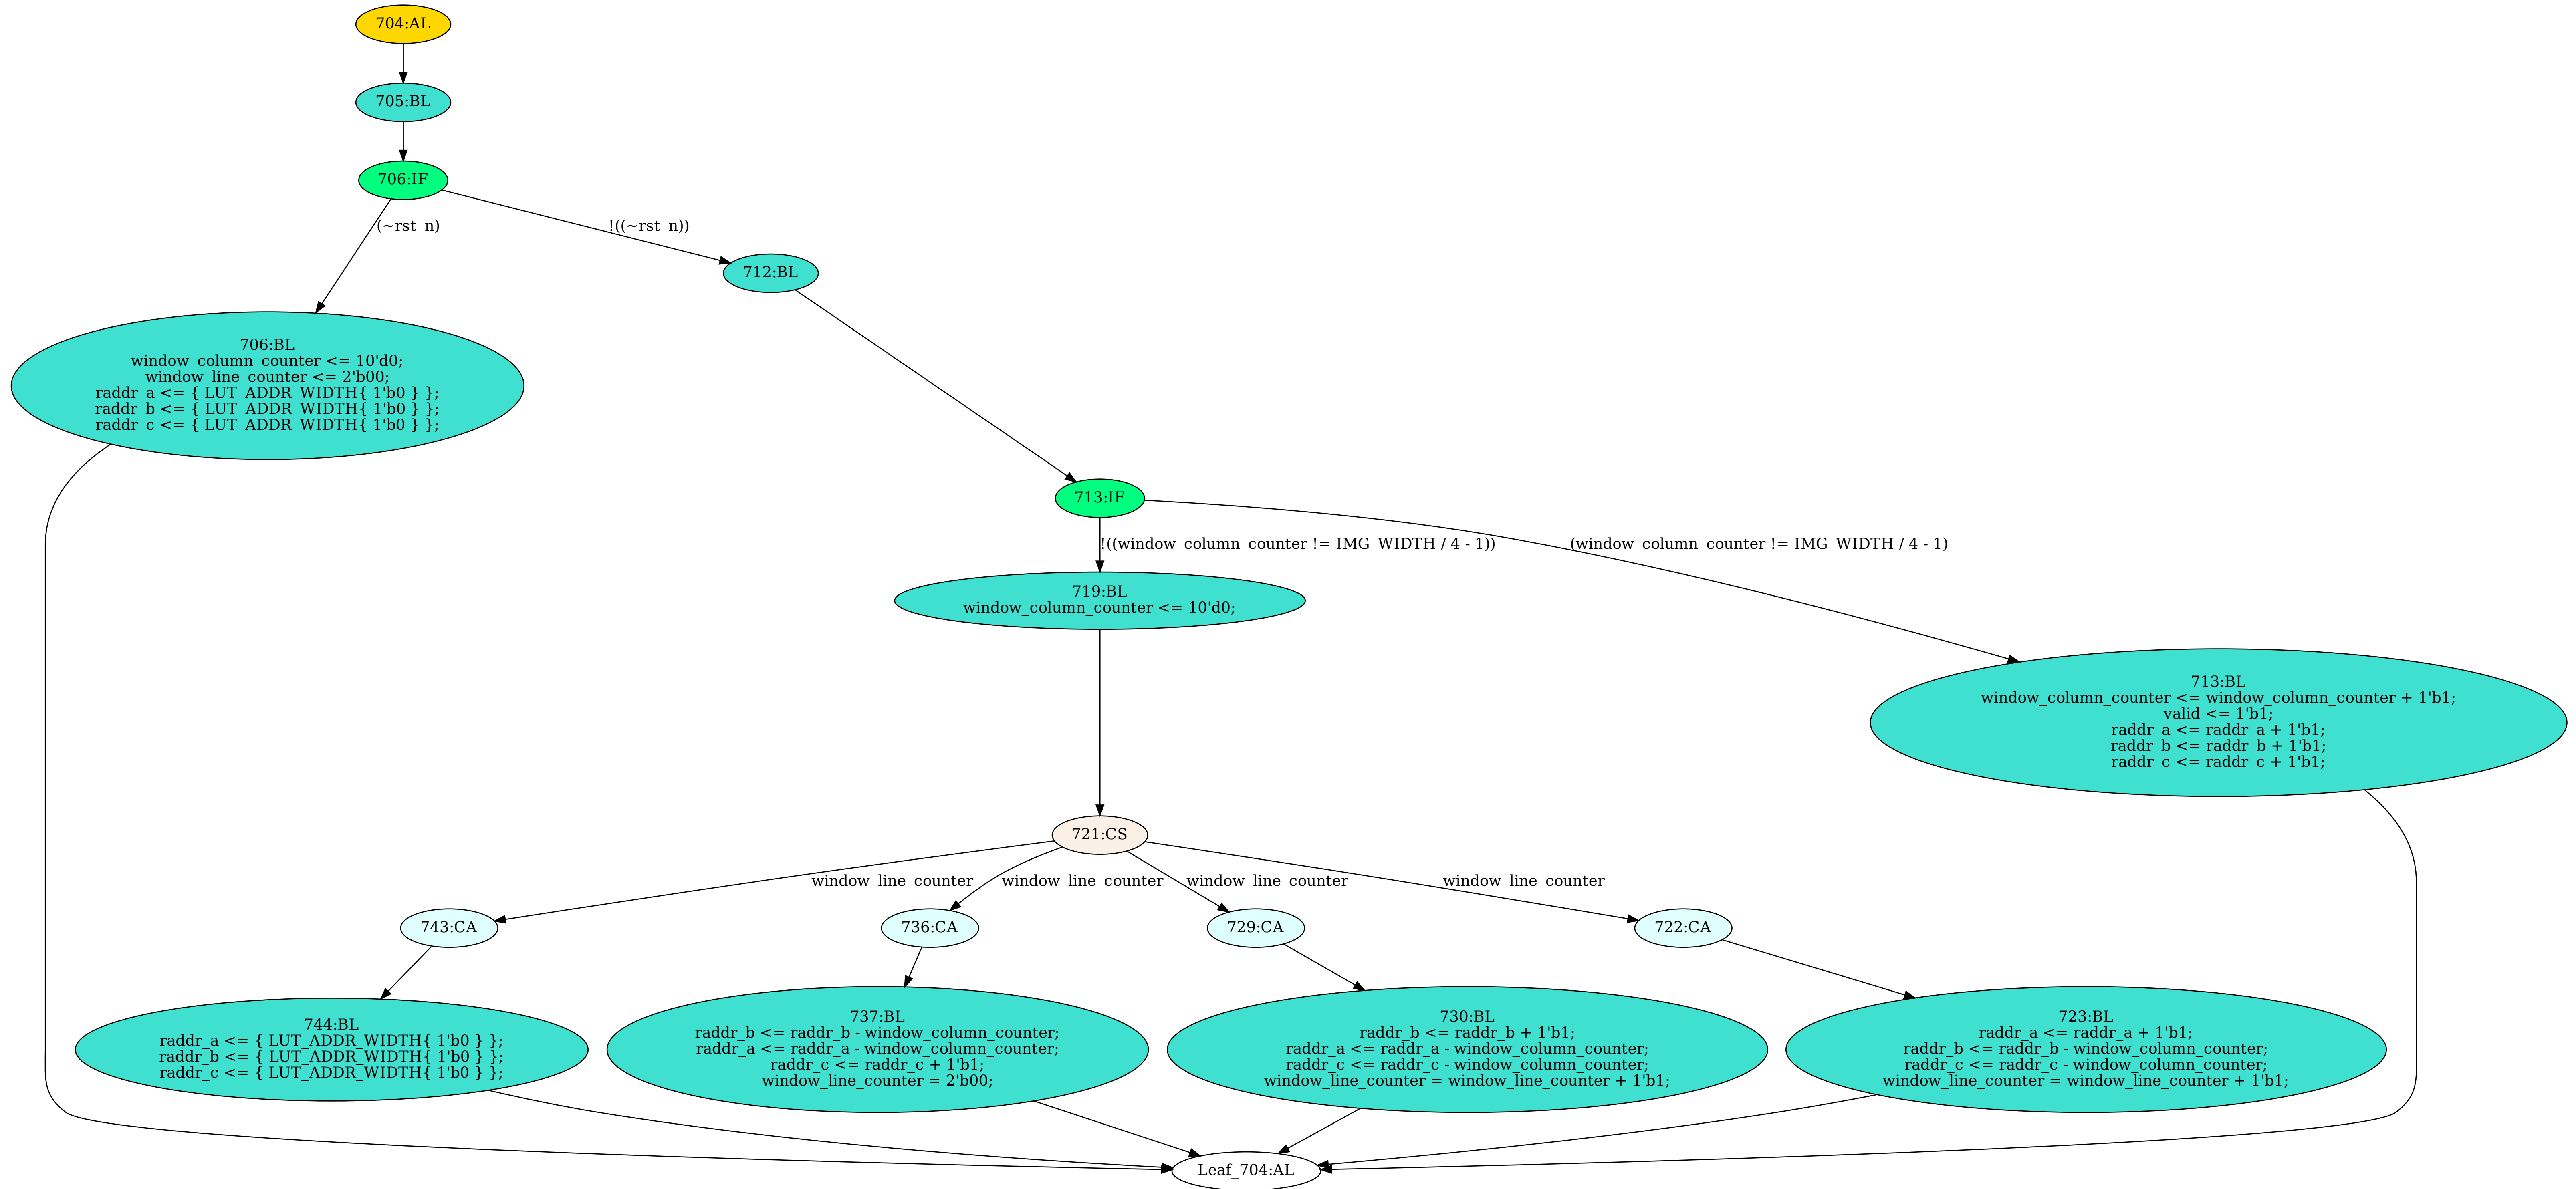 704:AL
705:BL
706:IF
(~rst_n)
!((~rst_n))
712:BL
706:BL
window_column_counter <= 10'd0;
window_line_counter <= 2'b00;
raddr_a <= { LUT_ADDR_WIDTH{ 1'b0 } };
raddr_b <= { LUT_ADDR_WIDTH{ 1'b0 } };
raddr_c <= { LUT_ADDR_WIDTH{ 1'b0 } };
713:IF
!((window_column_counter != IMG_WIDTH / 4 - 1))
(window_column_counter != IMG_WIDTH / 4 - 1)
719:BL
window_column_counter <= 10'd0;
713:BL
window_column_counter <= window_column_counter + 1'b1;
valid <= 1'b1;
raddr_a <= raddr_a + 1'b1;
raddr_b <= raddr_b + 1'b1;
raddr_c <= raddr_c + 1'b1;
721:CS
window_line_counter
window_line_counter
window_line_counter
window_line_counter
743:CA
736:CA
729:CA
722:CA
744:BL
raddr_a <= { LUT_ADDR_WIDTH{ 1'b0 } };
raddr_b <= { LUT_ADDR_WIDTH{ 1'b0 } };
raddr_c <= { LUT_ADDR_WIDTH{ 1'b0 } };
737:BL
raddr_b <= raddr_b - window_column_counter;
raddr_a <= raddr_a - window_column_counter;
raddr_c <= raddr_c + 1'b1;
window_line_counter = 2'b00;
730:BL
raddr_b <= raddr_b + 1'b1;
raddr_a <= raddr_a - window_column_counter;
raddr_c <= raddr_c - window_column_counter;
window_line_counter = window_line_counter + 1'b1;
723:BL
raddr_a <= raddr_a + 1'b1;
raddr_b <= raddr_b - window_column_counter;
raddr_c <= raddr_c - window_column_counter;
window_line_counter = window_line_counter + 1'b1;
Leaf_704:AL